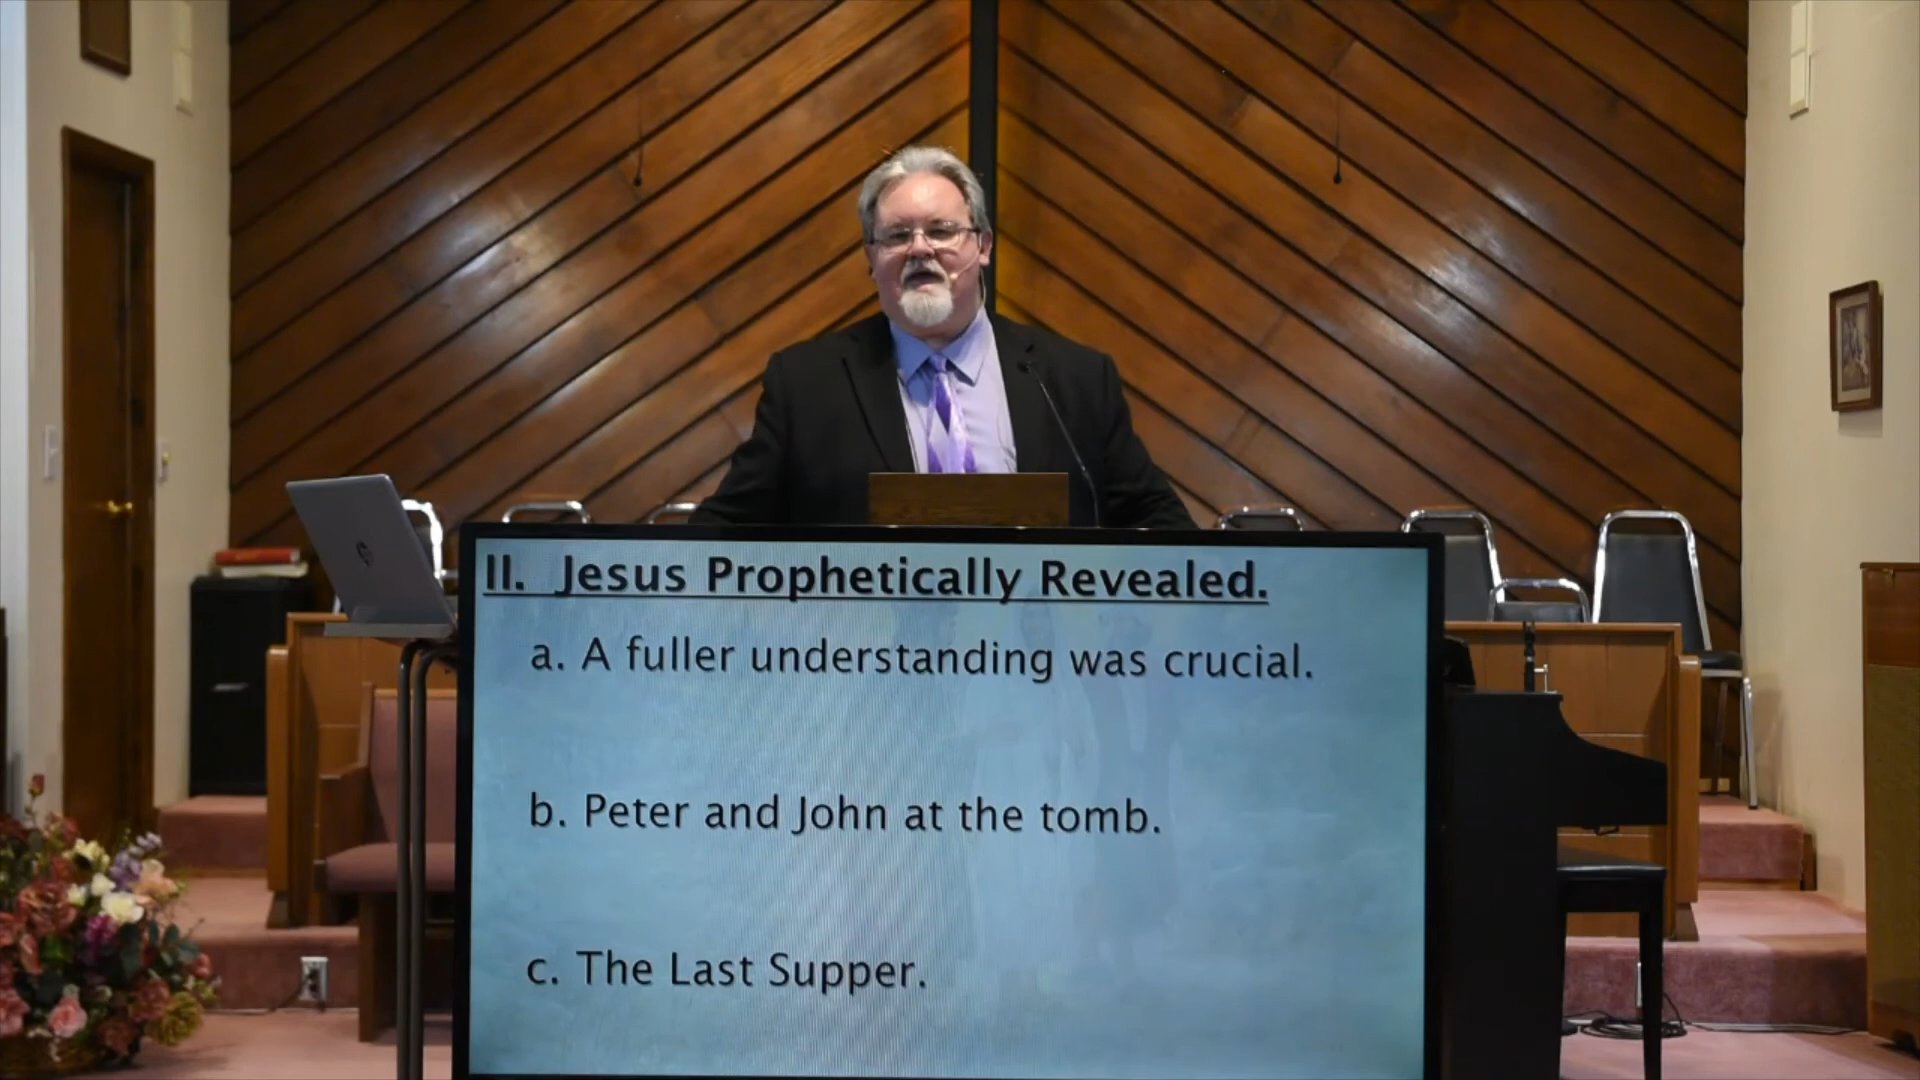 II. Jesus Prophetically Revealed.
a. A fuller understanding was crucial.
b. Peter and John at the tomb.
c. The Last Supper.